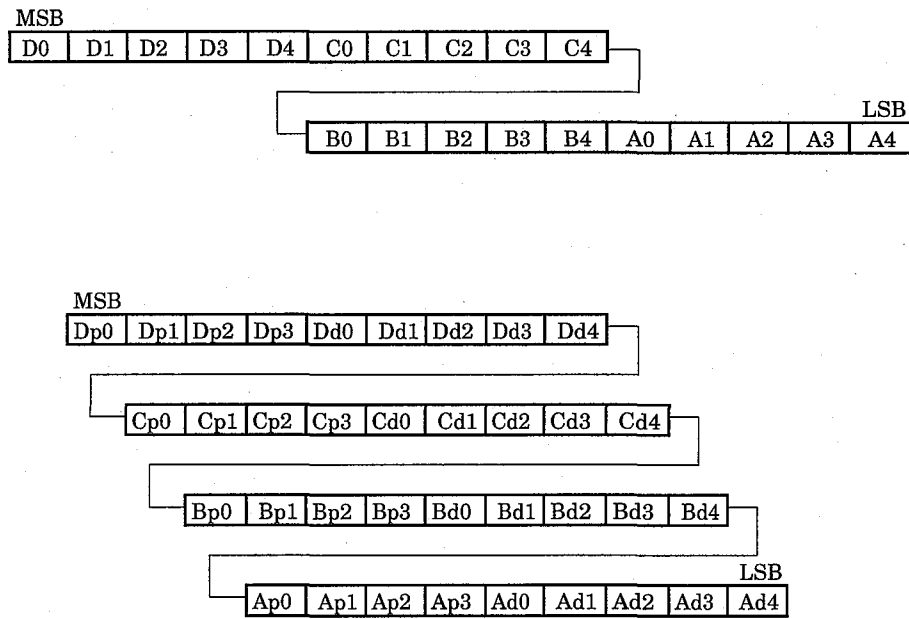 MSB
D0 D1 D2 D3 D4 C0 C1 C2 C3 C4
LSB
B0 B1 B2 B3 B4 A0 A1 A2 A3 A4
MSB
Dp0 Dp1 Dp2 Dp3 Dd0 Dd1 Dd2 Dd3 Dd4
Cp0 Cp1 Cp2 Cp3 Cd0 Cd1 Cd2 Cd3 Cd4
Bp0 Bp1 Bp2 Bp3 Bd0 Bd1 Bd2 Bd3 Bd4
LSB
Ap0 Ap1 Ap2 Ap3 Ad0 Ad1 Ad2 Ad3 Ad4